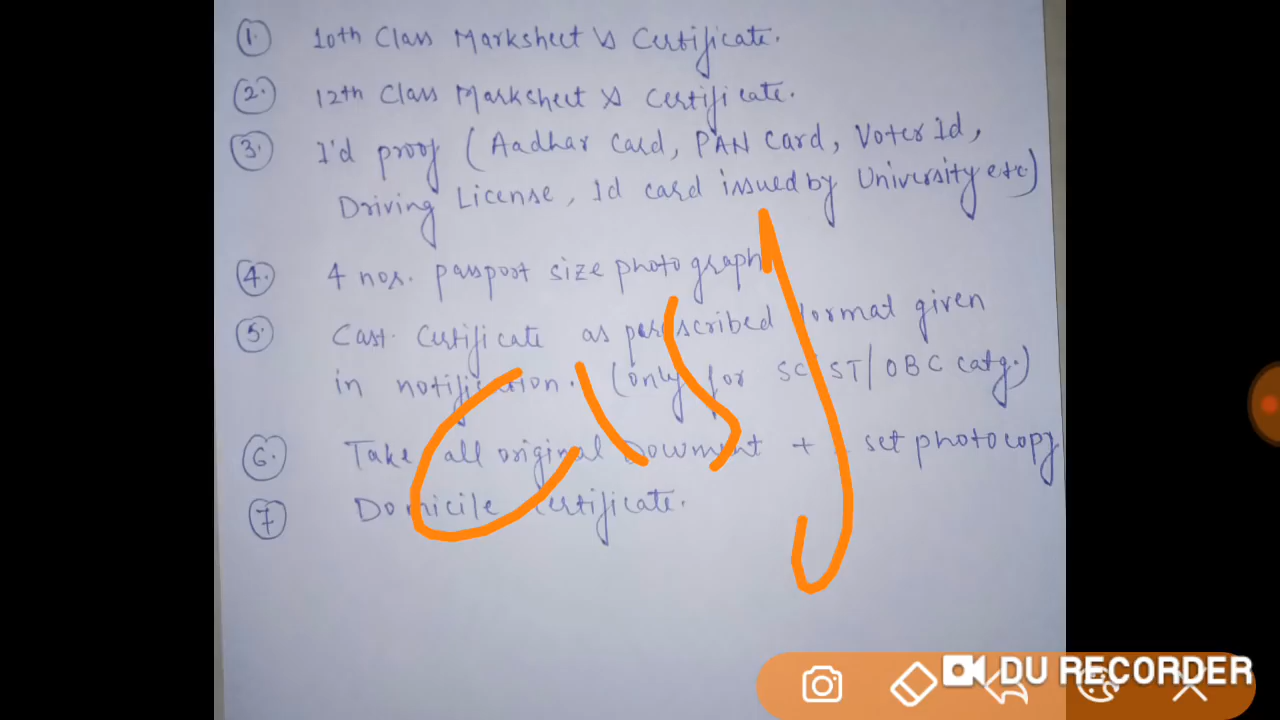 1. 10th Class Marksheet & Certificate.
2. 12th Class Marksheet & Certificate.
3. I'd proof (Aadhar Card, PAN Card, Voter Id,
Driving License, Id card issued by University etc)
4. 4 nos. passport size photograph
5. Cast. Certificate as per scribed format given
in notification. (only for SC/ST/OBC catg.)
6. Take all original Document + set photocopy
7 Domicile Certificate.
DU RECORDER